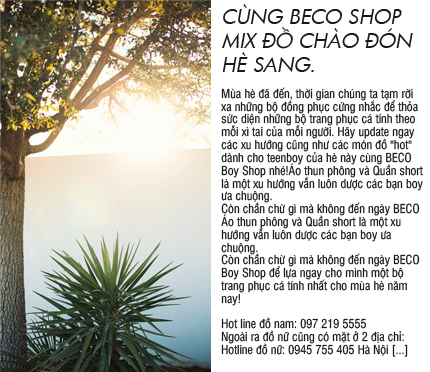 CÙNG BECO SHOP
MIX ĐỒ CHÀO ĐÓN
HÈ SANG.
Mùa hè đã đến, thời gian chúng ta tạm rời
xa những bộ đồng phục cứng nhắc để thỏa
sức diện những bộ trang phục cá tính theo
mỗi xì tai của mỗi người. Hãy update ngay
các xu hướng cũng như các món đồ "hot"
dành cho teenboy của hè này cùng BECO
Boy Shop nhé!Áo thun phông và Quần short
là một xu hướng vẫn luôn dược các bạn boy
ưa chuộng.
Còn chần chừ gì mà không đến ngày BECO
Áo thun phông và Quần short là một xu
hướng vẫn luôn dược các bạn boy ưa
chuộng.
Còn chần chừ gì mà không đến ngày BECO
Boy Shop để lựa ngay cho mình một bộ
trang phục cá tính nhất cho mùa hè năm
nay!
Hot line đồ nam: 097 219 5555
Ngoài ra đồ nữ cũng có mặt ở 2 địa chỉ:
Hotline đồ nữ: 0945 755 405 Hà Nội [...]